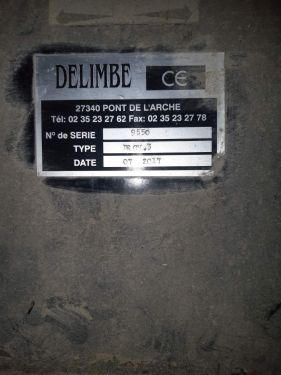 DELIMBE CE
27340 PONT DE L'ARCHE
Tél: 02 35 23 27 62 Fax: 02 35 23 27 78
N° de SERIE 9550
TYPE
DATE 07 2017